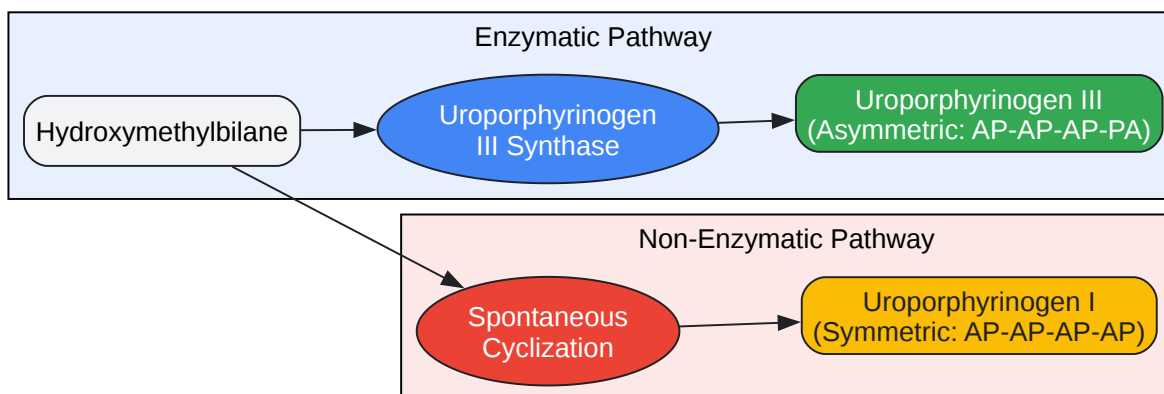 Enzymatic Pathway
Hydroxymethylbilane
Uroporphyrinogen
III Synthase
Uroporphyrinogen III
(Asymmetric: AP-AP-AP-PA)
Non-Enzymatic Pathway
Spontaneous
Cyclization
Uroporphyrinogen I
(Symmetric: AP-AP-AP-AP)